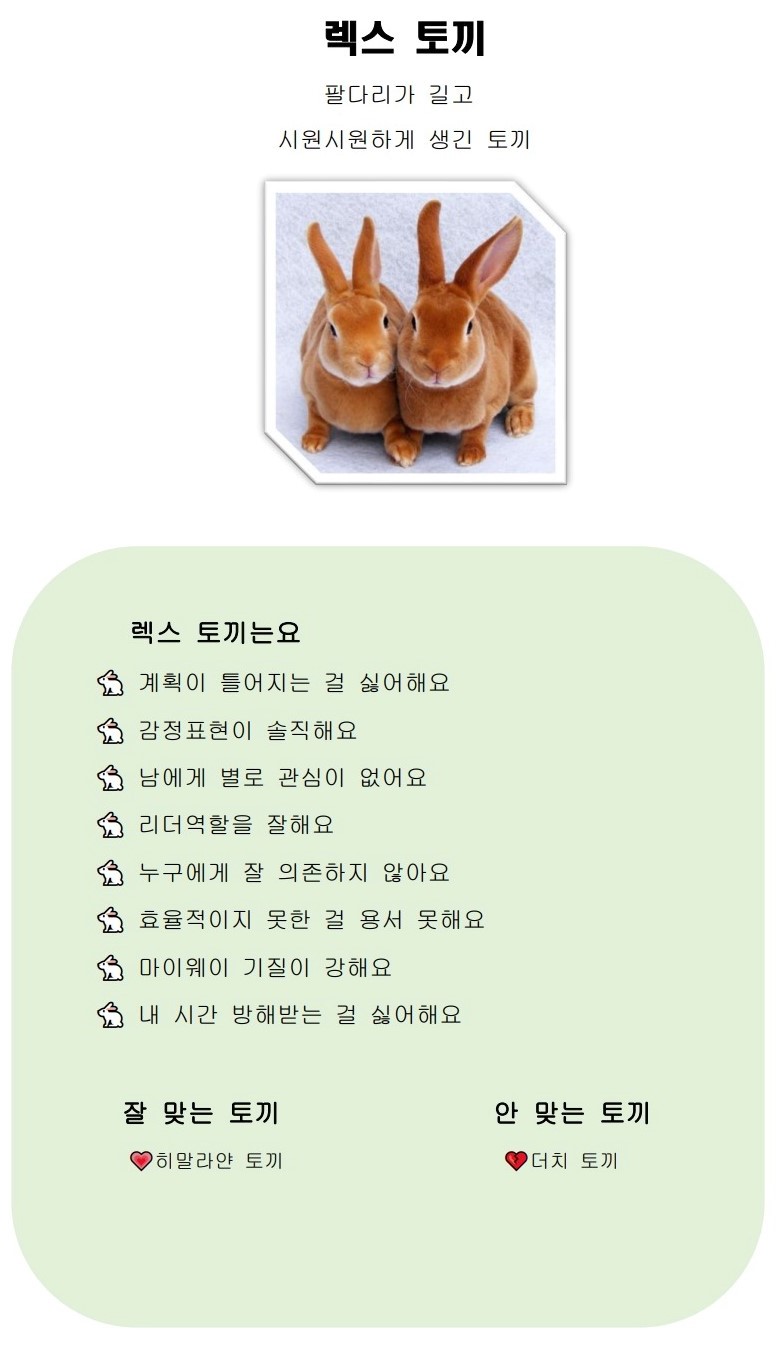 렉스 토끼
팔다리가 길고
시원시원하게 생긴 토끼
렉스 토끼는요
계획이 틀어지는 걸 싫어해요
감정표현이 솔직해요
남에게 별로 관심이 없어요
리더역할을 잘해요
누구에게 잘 의존하지 않아요
효율적이지 못한 걸 용서 못해요
마이웨이 기질이 강해요
내 시간 방해받는 걸 싫어해요
잘 맞는 토끼
안 맞는 토끼
히말라얀 토끼
더치 토끼